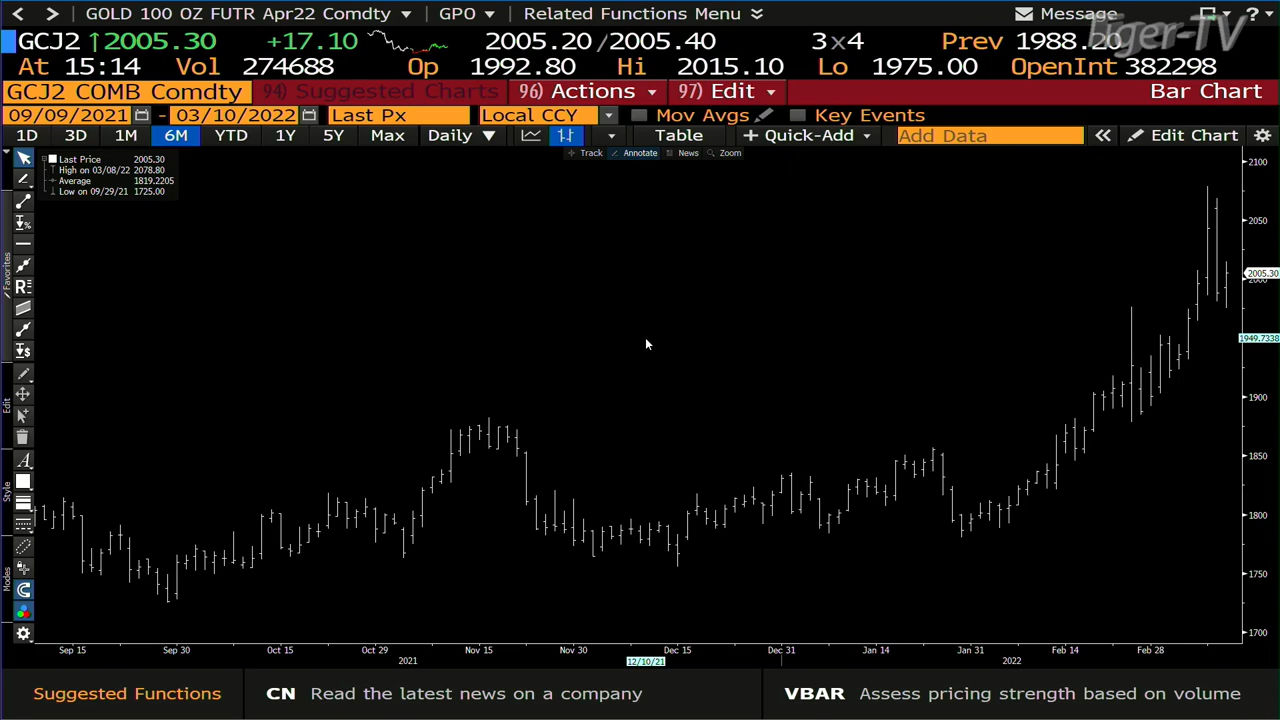 GOLD 100 OZ FUTR Apr22 Comdty GPO Related Functions Menu Message ?
GCJ2 ↑2005.30 +17.10 2005.20/2005.40 3x4 Prev 1988.20
At 15:14 Vol 274688 Op 1992.80 Hi 2015.10 Lo 1975.00 OpenInt 382298
GCJ2 COMB Comdty 94) Suggested Charts 96) Actions 97) Edit Bar Chart
09/09/2021 - 03/10/2022 Last Px Local CCY Mov Avgs Key Events
1D 3D 1M 6M YTD 1Y 5Y Max Daily ▼ Table + Quick-Add Add Data « Edit Chart
Track Annotate News Zoom
Last Price 2005.30
High on 03/08/22 2078.80
Average 1819.2205
Low on 09/29/21 1725.00
Favorites
Edit
Style
Modes
2100
2050
2005.30
2000
1949.7338
1900
1850
1800
1750
1700
Sep 15 Sep 30 Oct 15 Oct 29 Nov 15 Nov 30 Dec 15 Dec 31 Jan 14 Jan 31 Feb 14 Feb 28
2021 12/10/21 2022
Suggested Functions CN Read the latest news on a company VBAR Assess pricing strength based on volume